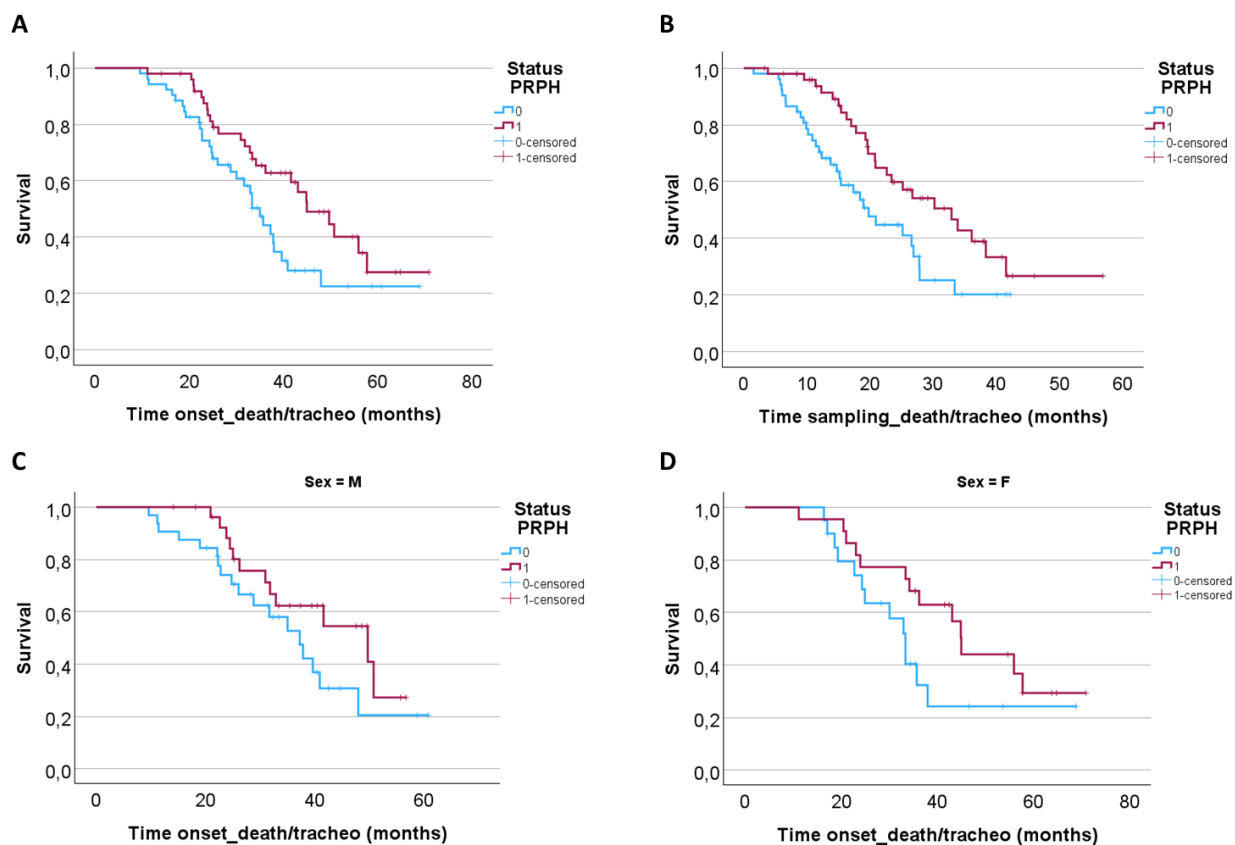 A
Survival
1,0
0,8
0,6
0,4
0,2
0,0
0 20 40 60 80
Time onset_death/tracheo (months)
Status
PRPH
0
1
0-censored
1-censored
B
Survival
1,0
0,8
0,6
0,4
0,2
0,0
0 10 20 30 40 50 60
Time sampling_death/tracheo (months)
Status
PRPH
0
1
0-censored
1-censored
C
Sex = M
Survival
1,0
0,8
0,6
0,4
0,2
0,0
0 20 40 60
Time onset_death/tracheo (months)
Status
PRPH
0
1
0-censored
1-censored
D
Sex = F
Survival
1,0
0,8
0,6
0,4
0,2
0,0
0 20 40 60 80
Time onset_death/tracheo (months)
Status
PRPH
0
1
0-censored
1-censored